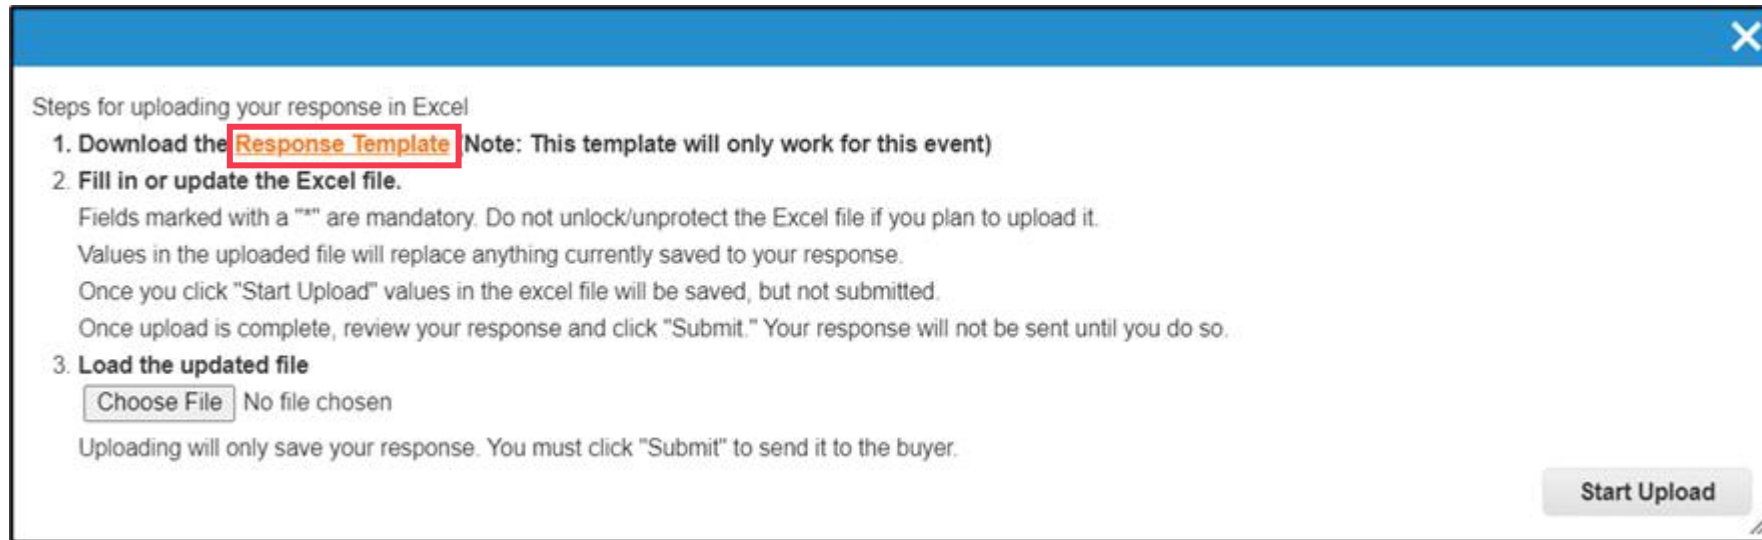 Steps for uploading your response in Excel
1. Download the Response Template (Note: This template will only work for this event)
2. Fill in or update the Excel file.
Fields marked with a "*" are mandatory. Do not unlock/unprotect the Excel file if you plan to upload it.
Values in the uploaded file will replace anything currently saved to your response.
Once you click "Start Upload" values in the excel file will be saved, but not submitted.
Once upload is complete, review your response and click "Submit." Your response will not be sent until you do so.
3. Load the updated file
Choose File No file chosen
Uploading will only save your response. You must click "Submit" to send it to the buyer.
Start Upload